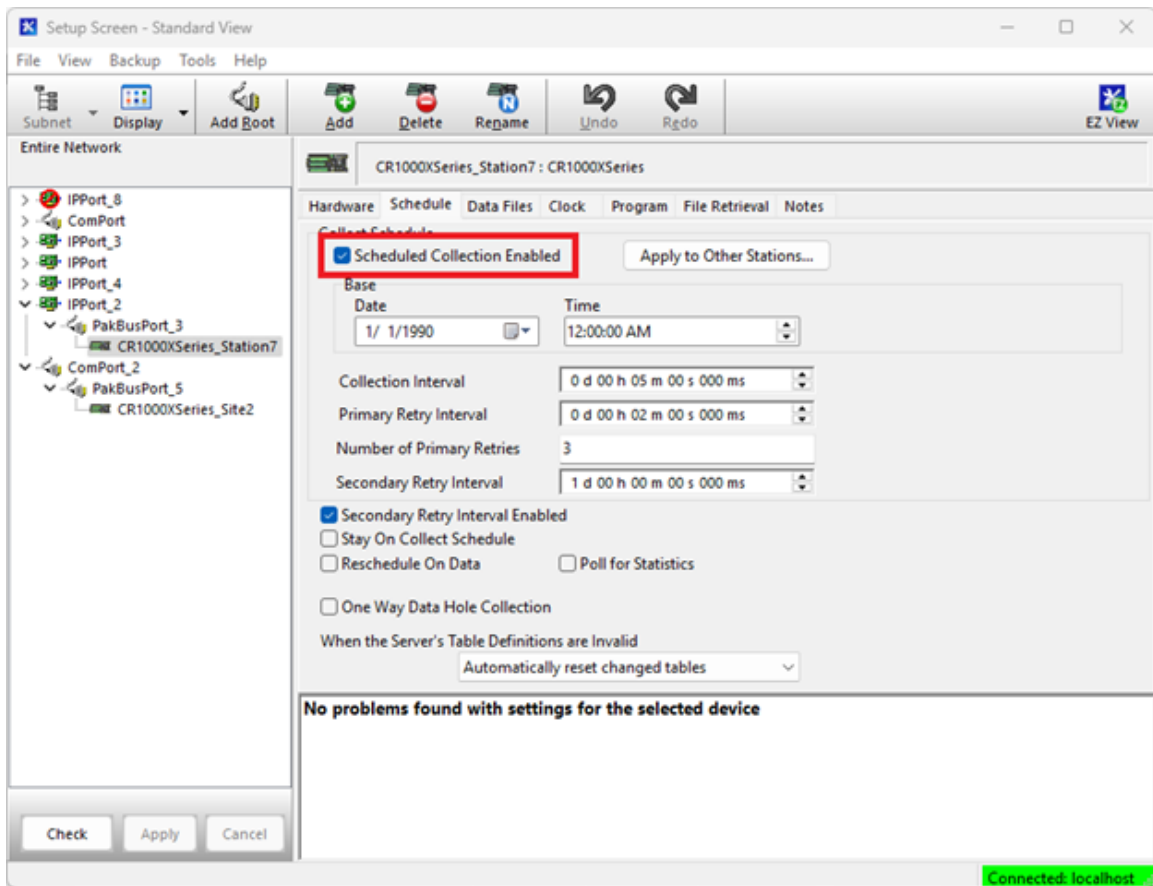 Setup Screen - Standard View
File View Backup Tools Help
Subnet Display Add Root Add Delete Rename Undo Redo EZ View
Entire Network
IPPort_8
ComPort
IPPort_3
IPPort
IPPort_4
IPPort_2
PakBusPort_3
CR1000XSeries_Station7
ComPort_2
PakBusPort_5
CR1000XSeries_Site2
CR1000XSeries_Station7 : CR1000XSeries
Hardware Schedule Data Files Clock Program File Retrieval Notes
Collect Schedule
Scheduled Collection Enabled Apply to Other Stations...
Base
Date Time
1/ 1/1990 12:00:00 AM
Collection Interval 0 d 00 h 05 m 00 s 000 ms
Primary Retry Interval 0 d 00 h 02 m 00 s 000 ms
Number of Primary Retries 3
Secondary Retry Interval 1 d 00 h 00 m 00 s 000 ms
Secondary Retry Interval Enabled
Stay On Collect Schedule
Reschedule On Data Poll for Statistics
One Way Data Hole Collection
When the Server's Table Definitions are Invalid
Automatically reset changed tables
No problems found with settings for the selected device
Check Apply Cancel
Connected: localhost